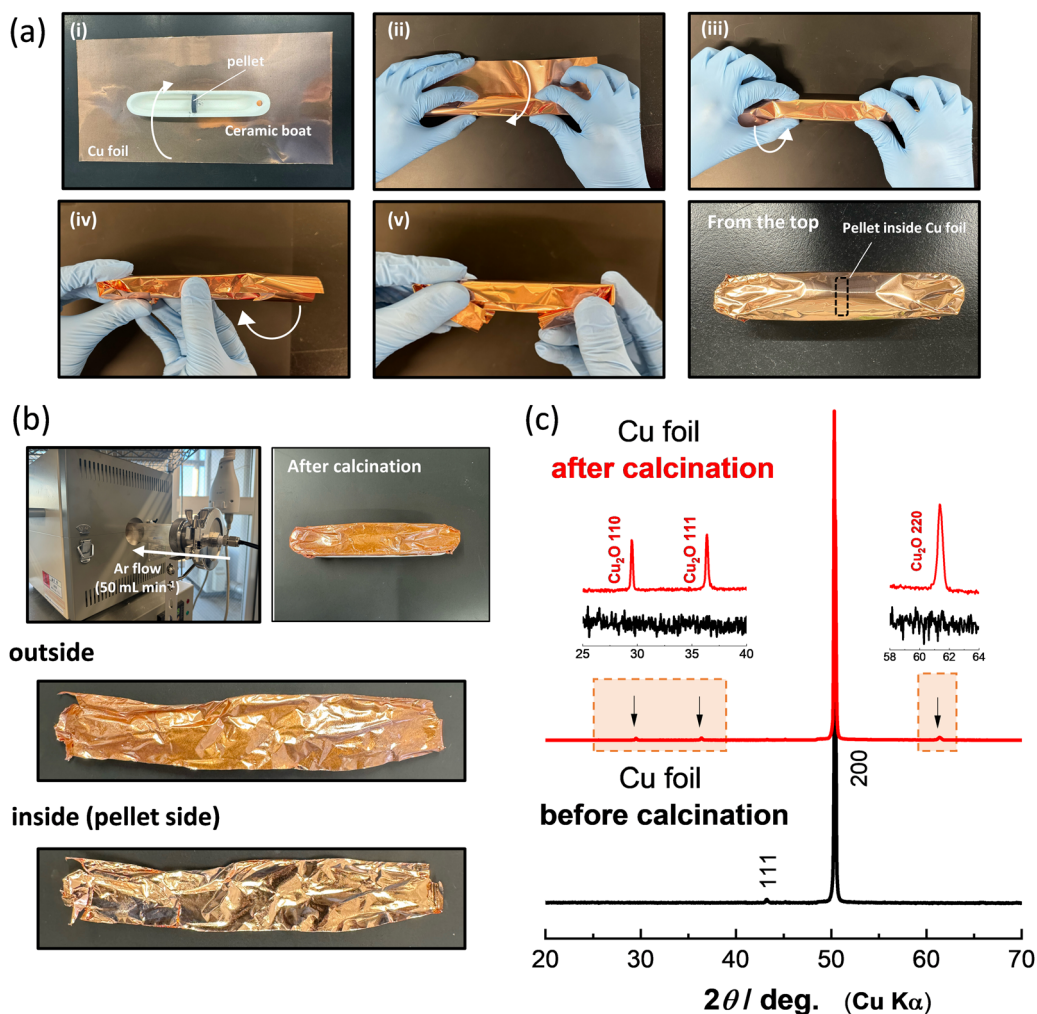 (a)
(i)
pellet
Ceramic boat
Cu foil
(ii)
(iii)
(iv)
(v)
From the top
Pellet inside Cu foil
(b)
Ar flow
(50 mL min⁻¹)
After calcination
outside
inside (pellet side)
(c)
Cu foil
after calcination
Cu₂O 110
Cu₂O 111
Cu₂O 220
25 30 35 40
58 60 61 62 64
Cu foil
before calcination
111
200
20 30 40 50 60 70
2θ / deg. (Cu Kα)